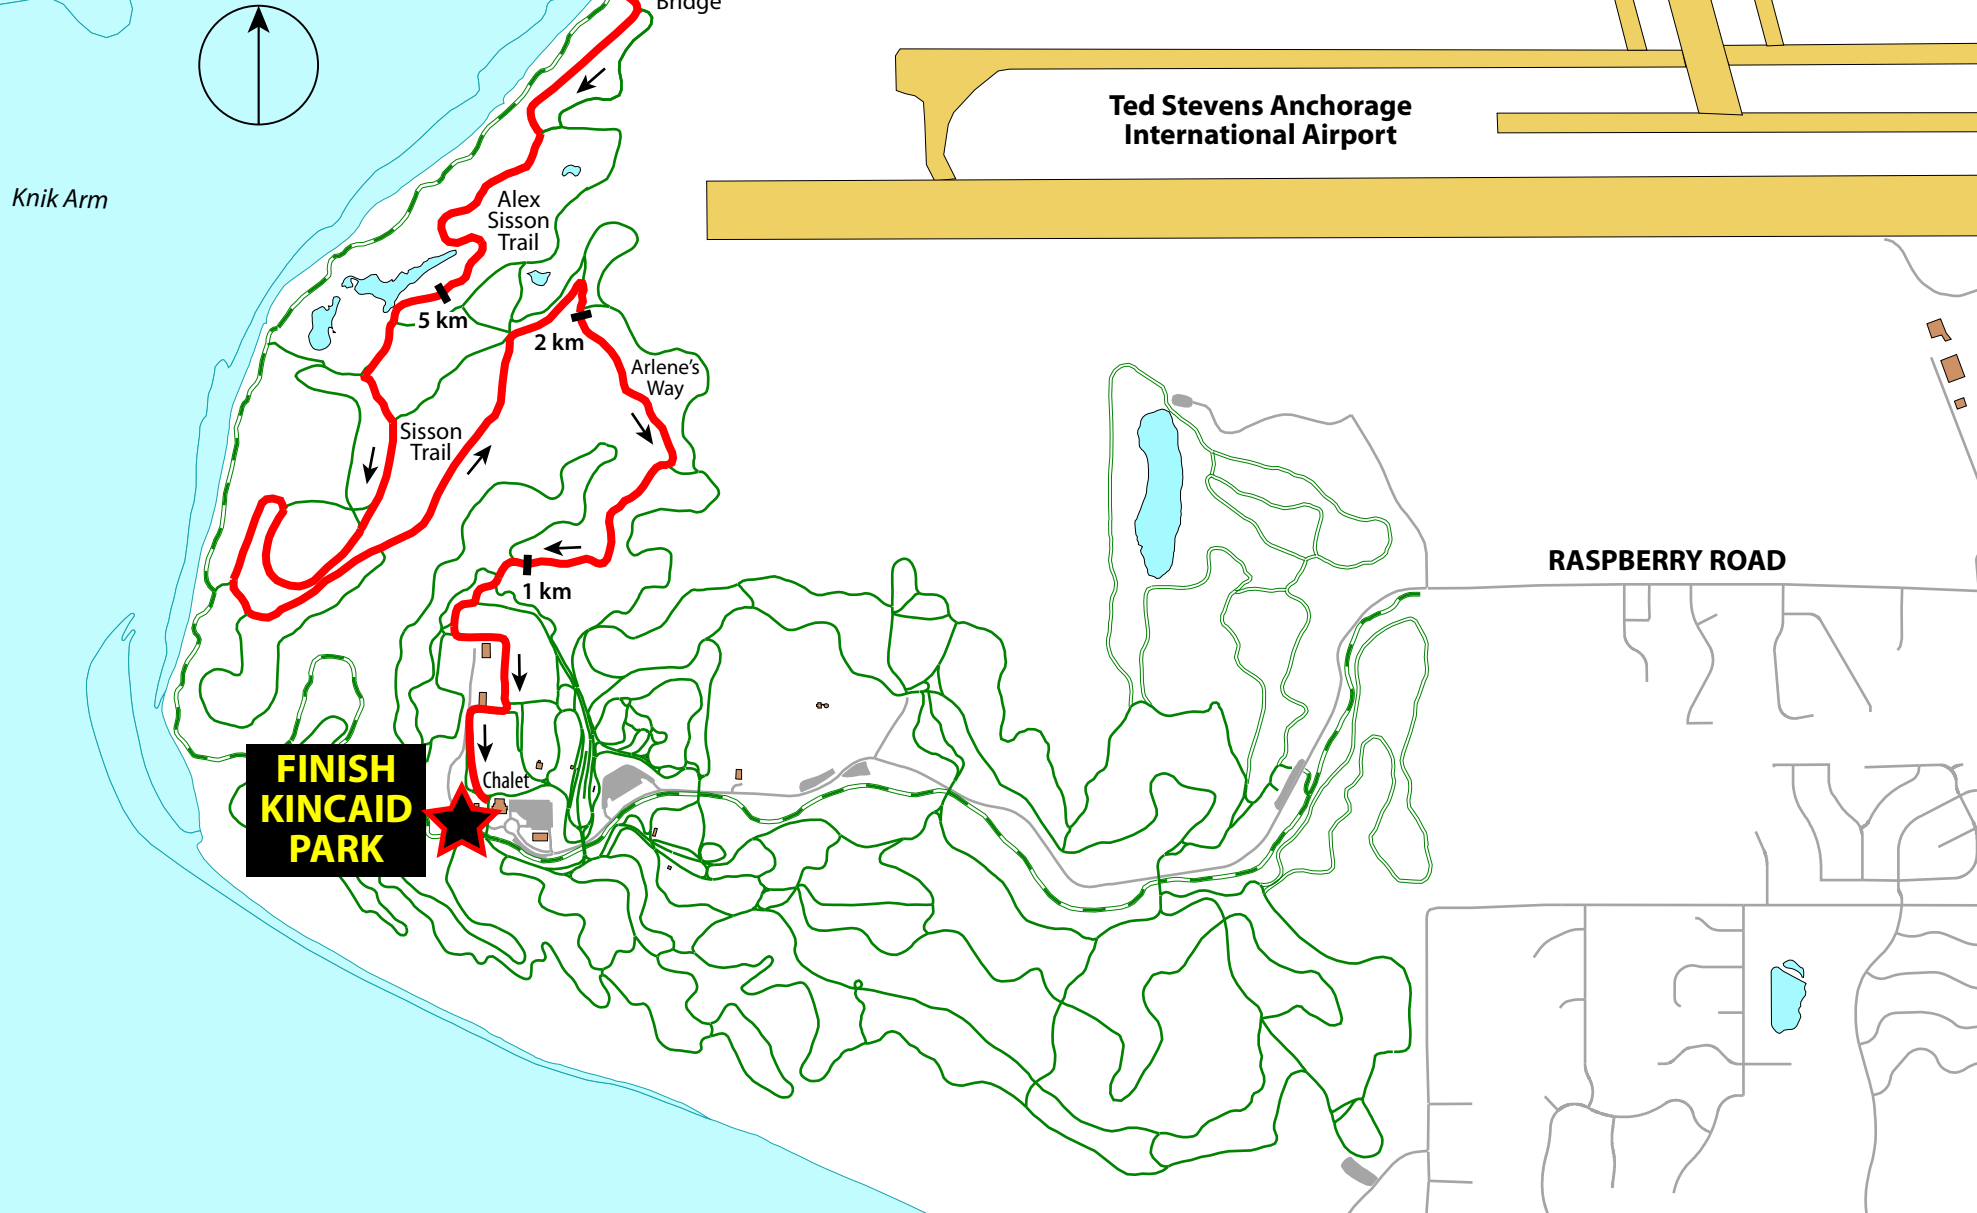 Bridge
Ted Stevens Anchorage
International Airport
Knik Arm
Alex
Sisson
Trail
5 km
2 km
Arlene's
Way
Sisson
Trail
RASPBERRY ROAD
1 km
FINISH
KINCAID
PARK
Chalet